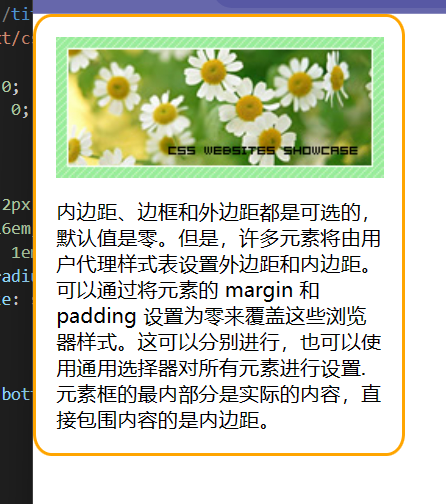 /tit
t/cs
0;
0;
CSS WEBSITES SHOWCASE
2px
内边距、边框和外边距都是可选的，
16em
默认值是零。但是，许多元素将由用
1em
户代理样式表设置外边距和内边距。
radiu
可以通过将元素的 margin 和
le:
padding 设置为零来覆盖这些浏览
器样式。这可以分别进行，也可以使
用通用选择器对所有元素进行设置.
bott
元素框的最内部分是实际的内容，直
接包围内容的是内边距。